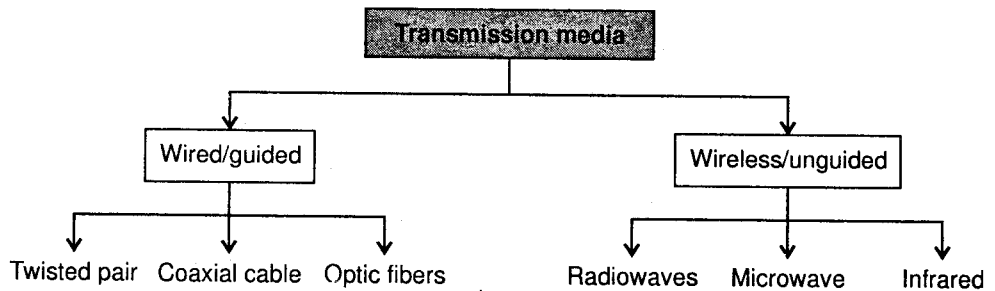 Transmission media
Wired/guided
Wireless/unguided
Twisted pair
Coaxial cable
Optic fibers
Radiowaves
Microwave
Infrared